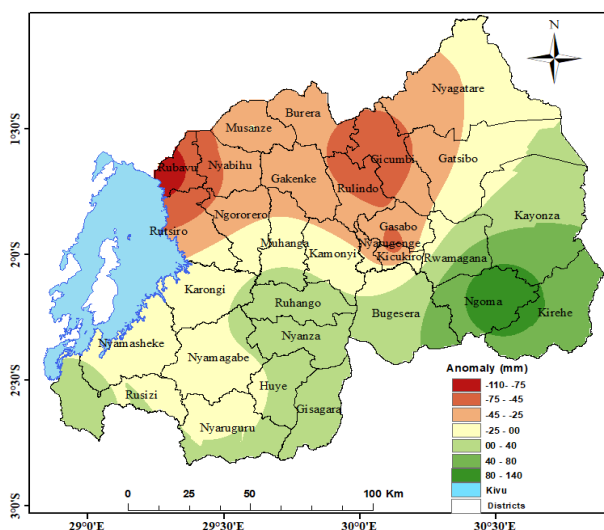 N
Nyagatare
Burera
Musanze
1°30'S
Rubavu
Nyabihu
Gicumbi
Gatsibo
Gakenke
Rulindo
Ngororero
Kayonza
Rutsiro
Gasabo
Muhanga
Nyarugenge
2°0'S
Kamonyi
Kicukiro
Rwamagana
Karongi
Ruhango
Bugesera
Ngoma
Kirehe
Nyanza
Nyamasheke
Nyamagabe
2°30'S
Huye
Rusizi
Gisagara
Nyaruguru
Anomaly (mm)
-110- -75
-75 - -45
-45 - -25
-25 - 00
00 - 40
40 - 80
80 - 140
Kivu
Districts
0 25 50 100 Km
3°0'S
29°0'E 29°30'E 30°0'E 30°30'E